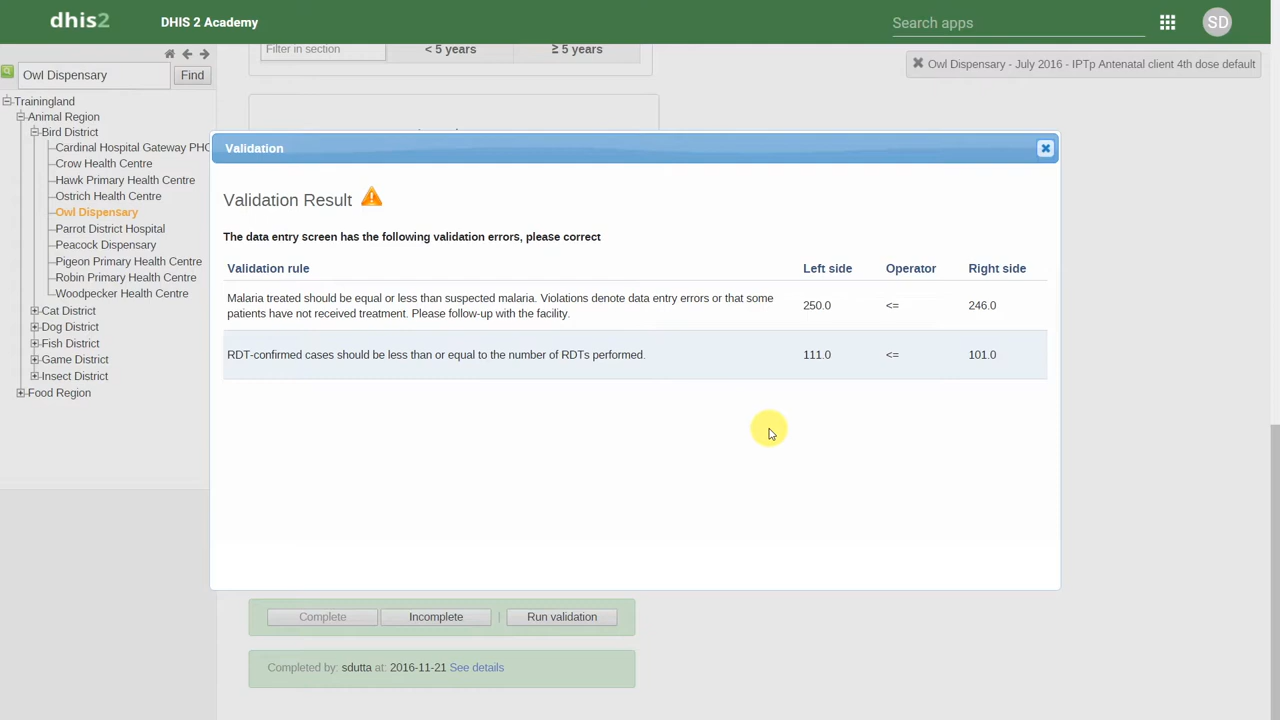 dhis2
DHIS 2 Academy
Search apps
SD
Owl Dispensary
Find
Trainingland
Animal Region
Bird District
Cardinal Hospital Gateway PHC
Crow Health Centre
Hawk Primary Health Centre
Ostrich Health Centre
Owl Dispensary
Parrot District Hospital
Peacock Dispensary
Pigeon Primary Health Centre
Robin Primary Health Centre
Woodpecker Health Centre
Cat District
Dog District
Fish District
Game District
Insect District
Food Region
Filter in section
< 5 years
≥ 5 years
Owl Dispensary - July 2016 - IPTp Antenatal client 4th dose default
Validation
Validation Result
The data entry screen has the following validation errors, please correct
Validation rule Left side Operator Right side
Malaria treated should be equal or less than suspected malaria. Violations denote data entry errors or that some
patients have not received treatment. Please follow-up with the facility.
250.0 <= 246.0
RDT-confirmed cases should be less than or equal to the number of RDTs performed. 111.0 <= 101.0
Complete Incomplete | Run validation
Completed by: sdutta at: 2016-11-21 See details